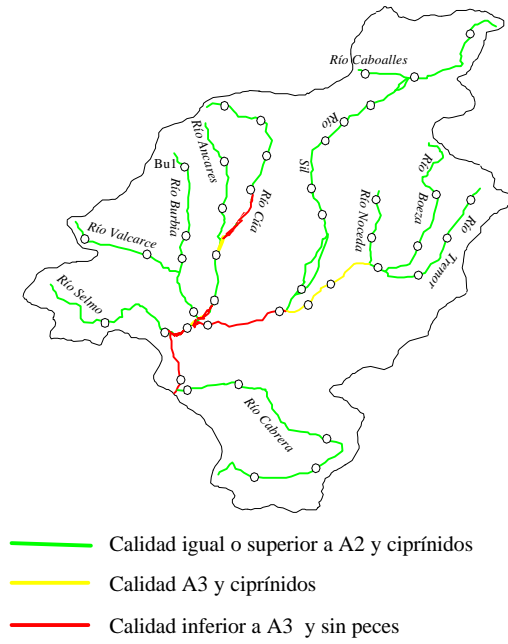 Río Caboalles
Río
Sil
Río Ancares
Bu1
Río Burbia
Río Cúa
Río
Boeza
Río Noceda
Río
Tremor
Río Valcarce
Río Selmo
Río Cabrera
Calidad igual o superior a A2 y ciprínidos
Calidad A3 y ciprínidos
Calidad inferior a A3 y sin peces